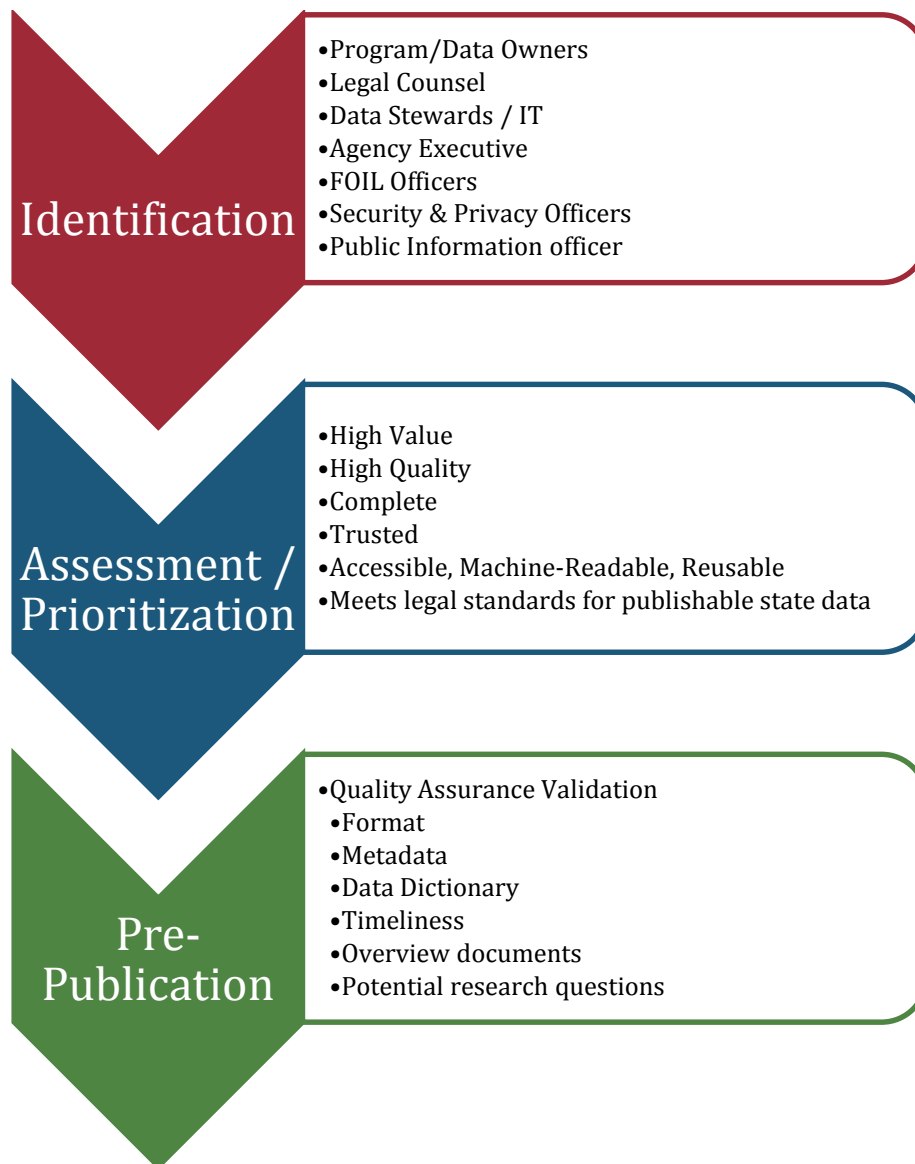 Identification
•Program/Data Owners
•Legal Counsel
•Data Stewards / IT
•Agency Executive
•FOIL Officers
•Security & Privacy Officers
•Public Information officer
Assessment /
Prioritization
•High Value
•High Quality
•Complete
•Trusted
•Accessible, Machine-Readable, Reusable
•Meets legal standards for publishable state data
Pre-
Publication
•Quality Assurance Validation
•Format
•Metadata
•Data Dictionary
•Timeliness
•Overview documents
•Potential research questions